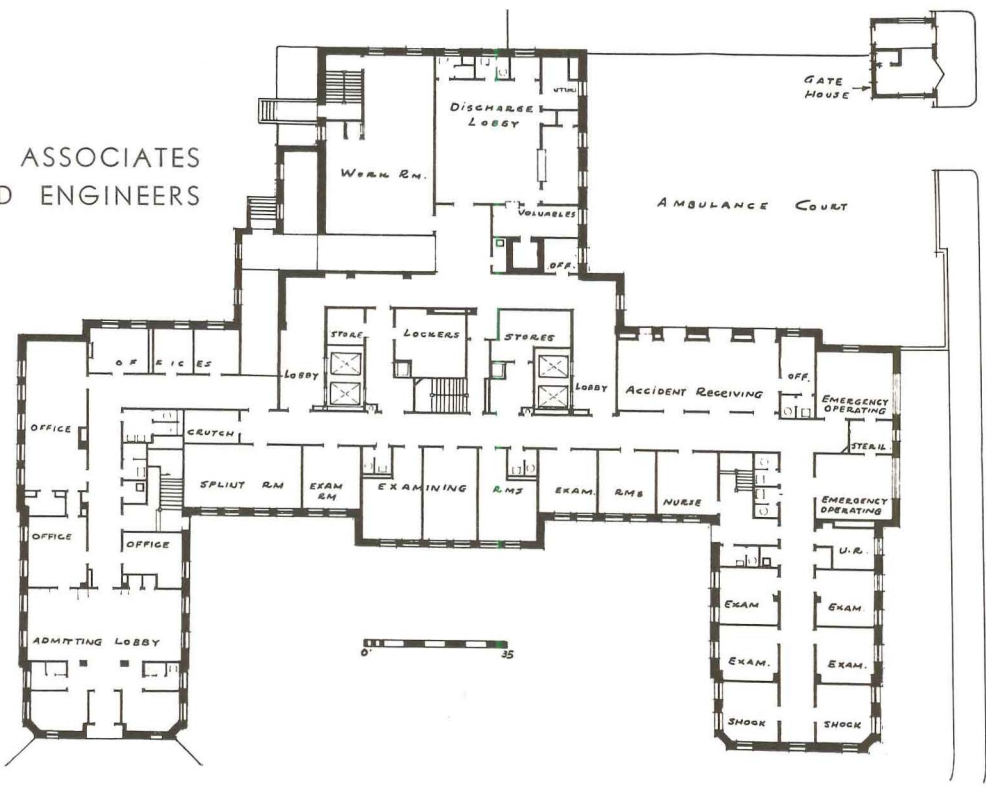 ASSOCIATES
D ENGINEERS
GATE
HOUSE
DISCHARGE
LOBBY
UTIL.
WORK RM.
AMBULANCE COURT
VALUABLES
OFF.
STORE
LOCKERS
STORES
LOBBY
LOBBY
ACCIDENT RECEIVING
OFF.
OFFICES
EMERGENCY
OPERATING
OFFICE
CRUTCH
STERIL.
SPLINT RM
EXAM
RM
EXAMINING RMS
EXAM. RMS
NURSE
EMERGENCY
OPERATING
OFFICE
OFFICE
U.R.
EXAM
EXAM.
ADMITTING LOBBY
0' 35
EXAM.
EXAM.
SHOCK
SHOCK